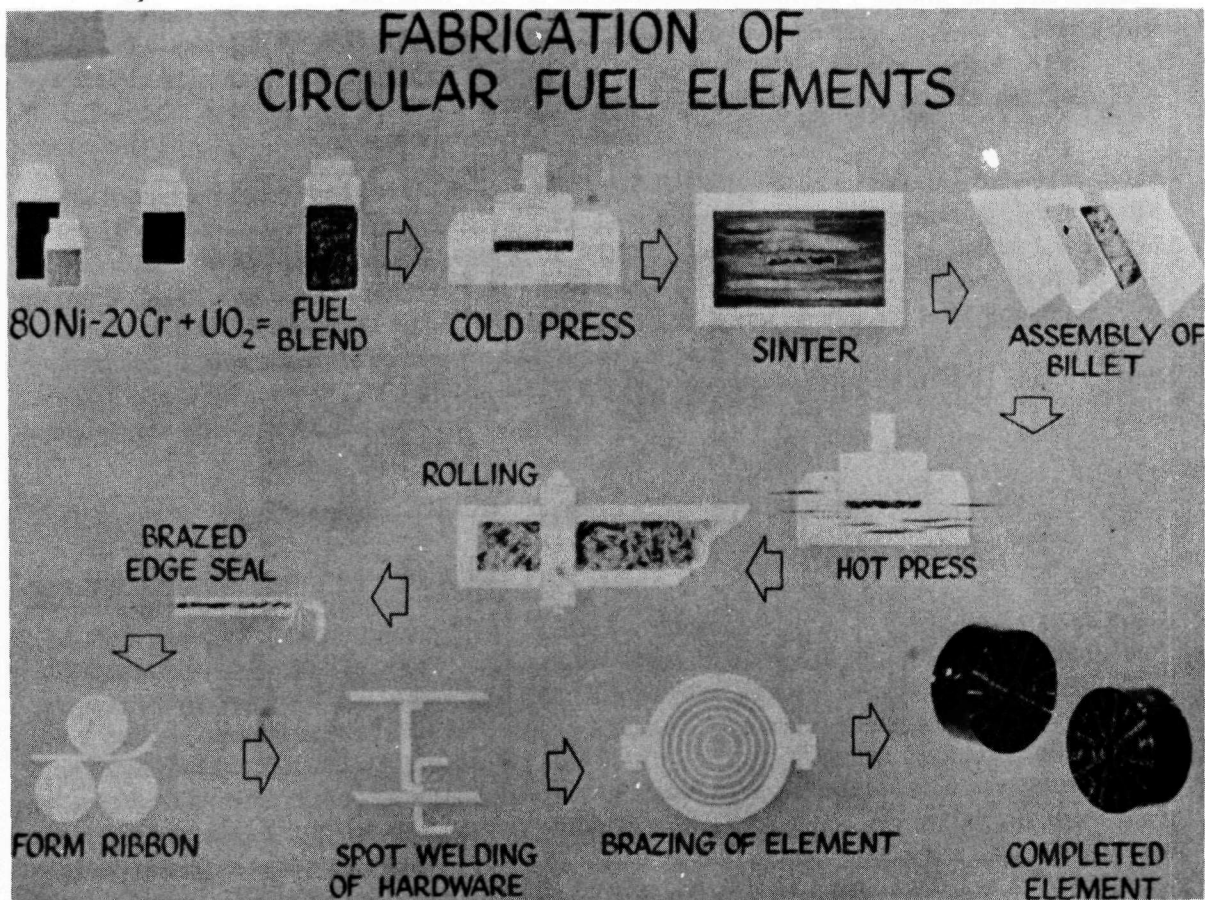 FABRICATION OF
CIRCULAR FUEL ELEMENTS
80Ni-20Cr + UO₂ =
FUEL
BLEND
COLD PRESS
SINTER
ASSEMBLY OF
BILLET
HOT PRESS
ROLLING
BRAZED
EDGE SEAL
FORM RIBBON
SPOT WELDING
OF HARDWARE
BRAZING OF ELEMENT
COMPLETED
ELEMENT